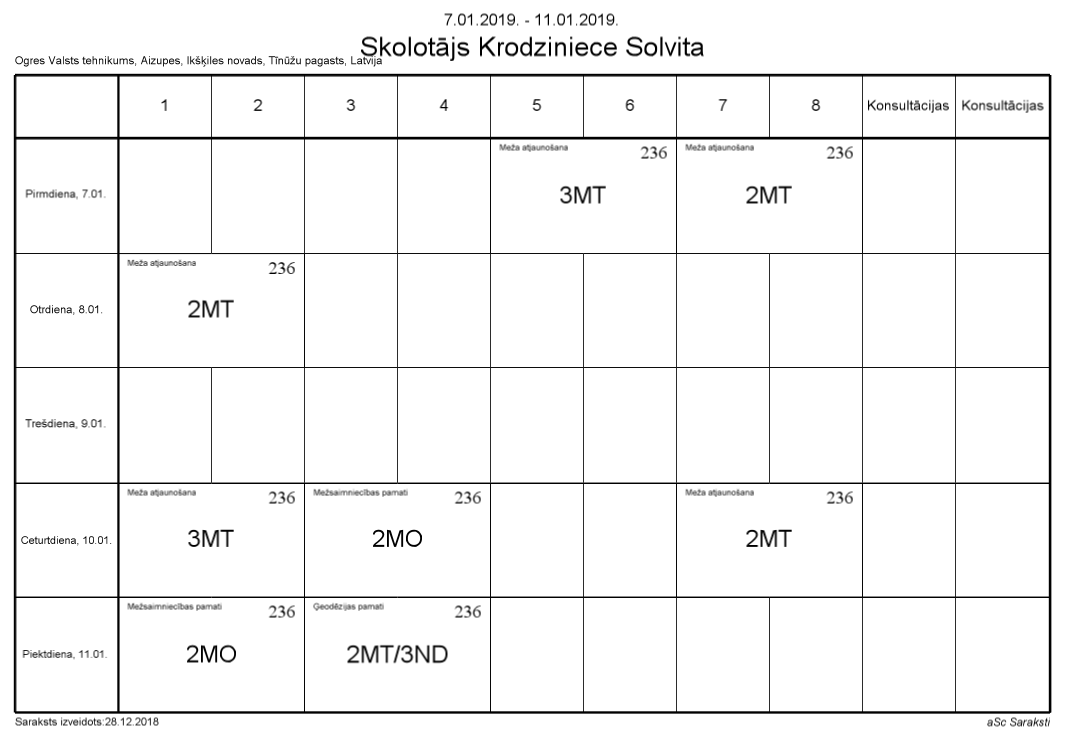 7.01.2019. - 11.01.2019.
Skolotājs Krodziniece Solvita
Ogres Valsts tehnikums, Aizupes, Ikšķiles novads, Tīnūžu pagasts, Latvija
1 2 3 4 5 6 7 8 Konsultācijas Konsultācijas
Pirmdiena, 7.01.
Meža atjaunošana 236
3MT
Meža atjaunošana 236
2MT
Otrdiena, 8.01.
Meža atjaunošana 236
2MT
Trešdiena, 9.01.
Ceturtdiena, 10.01.
Meža atjaunošana 236
3MT
Mežsaimniecības pamati 236
2MO
Meža atjaunošana 236
2MT
Piektdiena, 11.01.
Mežsaimniecības pamati 236
2MO
Ģeodēzijas pamati 236
2MT/3ND
Saraksts izveidots:28.12.2018
aSc Saraksti